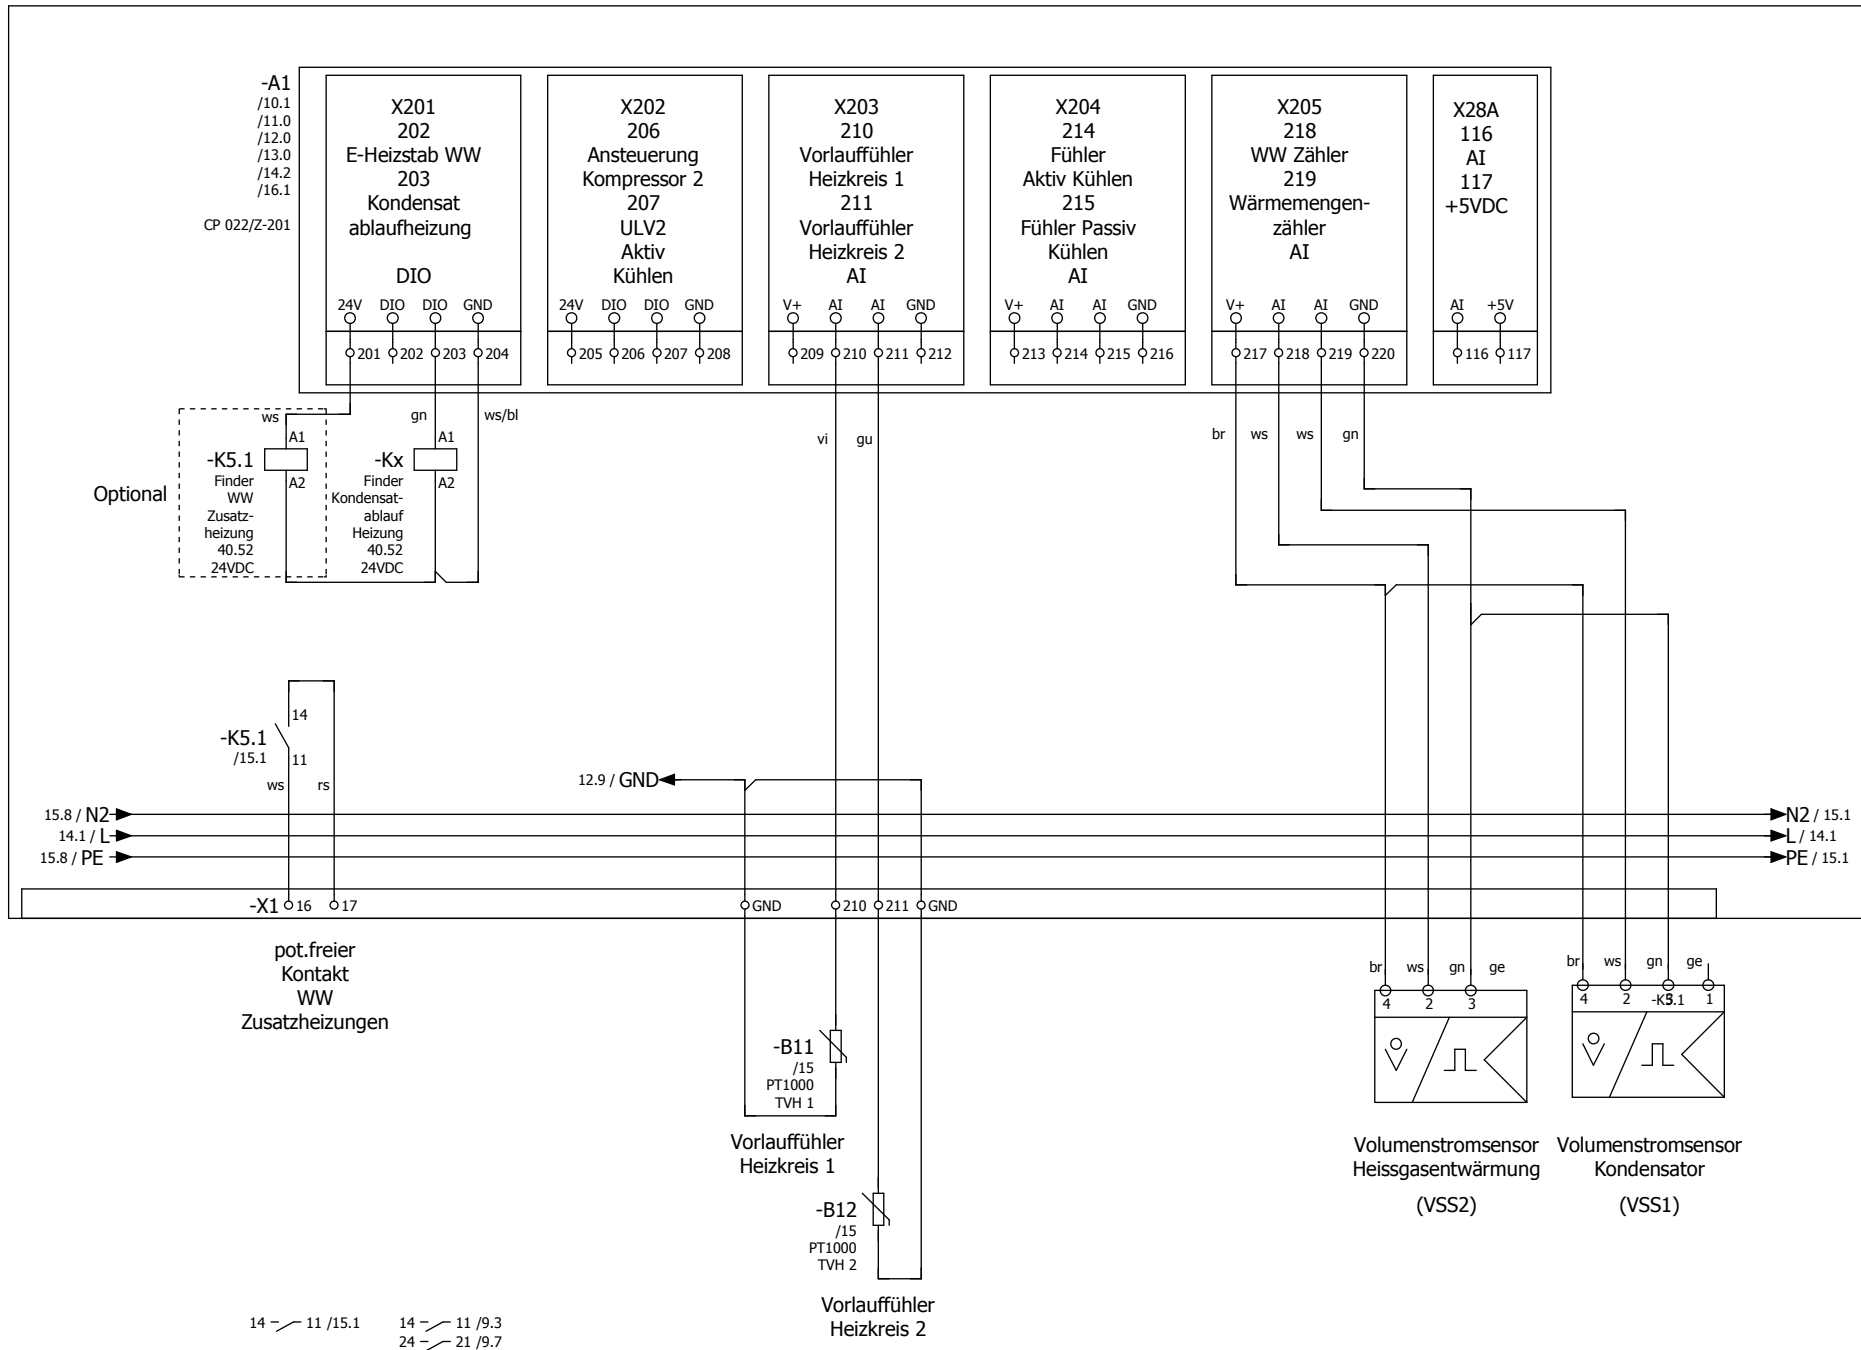 -A1
/10.1
/11.0
/12.0
/13.0
/14.2
/16.1
CP 022/Z-201
X201
202
E-Heizstab WW
203
Kondensat
ablaufheizung
DIO
24V DIO DIO GND
201 202 203 204
X202
206
Ansteuerung
Kompressor 2
207
ULV2
Aktiv
Kühlen
24V DIO DIO GND
205 206 207 208
X203
210
Vorlauffühler
Heizkreis 1
211
Vorlauffühler
Heizkreis 2
AI
V+ AI AI GND
209 210 211 212
X204
214
Fühler
Aktiv Kühlen
215
Fühler Passiv
Kühlen
AI
V+ AI AI GND
213 214 215 216
X205
218
WW Zähler
219
Wärmemengen-
zähler
AI
V+ AI AI GND
217 218 219 220
X28A
116
AI
117
+5VDC
AI +5V
116 117
ws gn ws/bl
vi gu
br ws ws gn
Optional
A1
-K5.1
A2
Finder
WW
Zusatz-
heizung
40.52
24VDC
A1
-Kx
A2
Finder
Kondensat-
ablauf
Heizung
40.52
24VDC
14
-K5.1
/15.1
11
ws rs
12.9 / GND
15.8 / N2
14.1 / L
15.8 / PE
N2 / 15.1
L / 14.1
PE / 15.1
-X1 16 17 GND 210 211 GND
pot.freier
Kontakt
WW
Zusatzheizungen
-B11
/15
PT1000
TVH 1
Vorlauffühler
Heizkreis 1
-B12
/15
PT1000
TVH 2
Vorlauffühler
Heizkreis 2
br ws gn ge
4 2 3
Volumenstromsensor
Heissgasentwärmung
(VSS2)
br ws gn ge
4 2 3 -K5.1 1
Volumenstromsensor
Kondensator
(VSS1)
14 11 /15.1
14 11 /9.3
24 21 /9.7